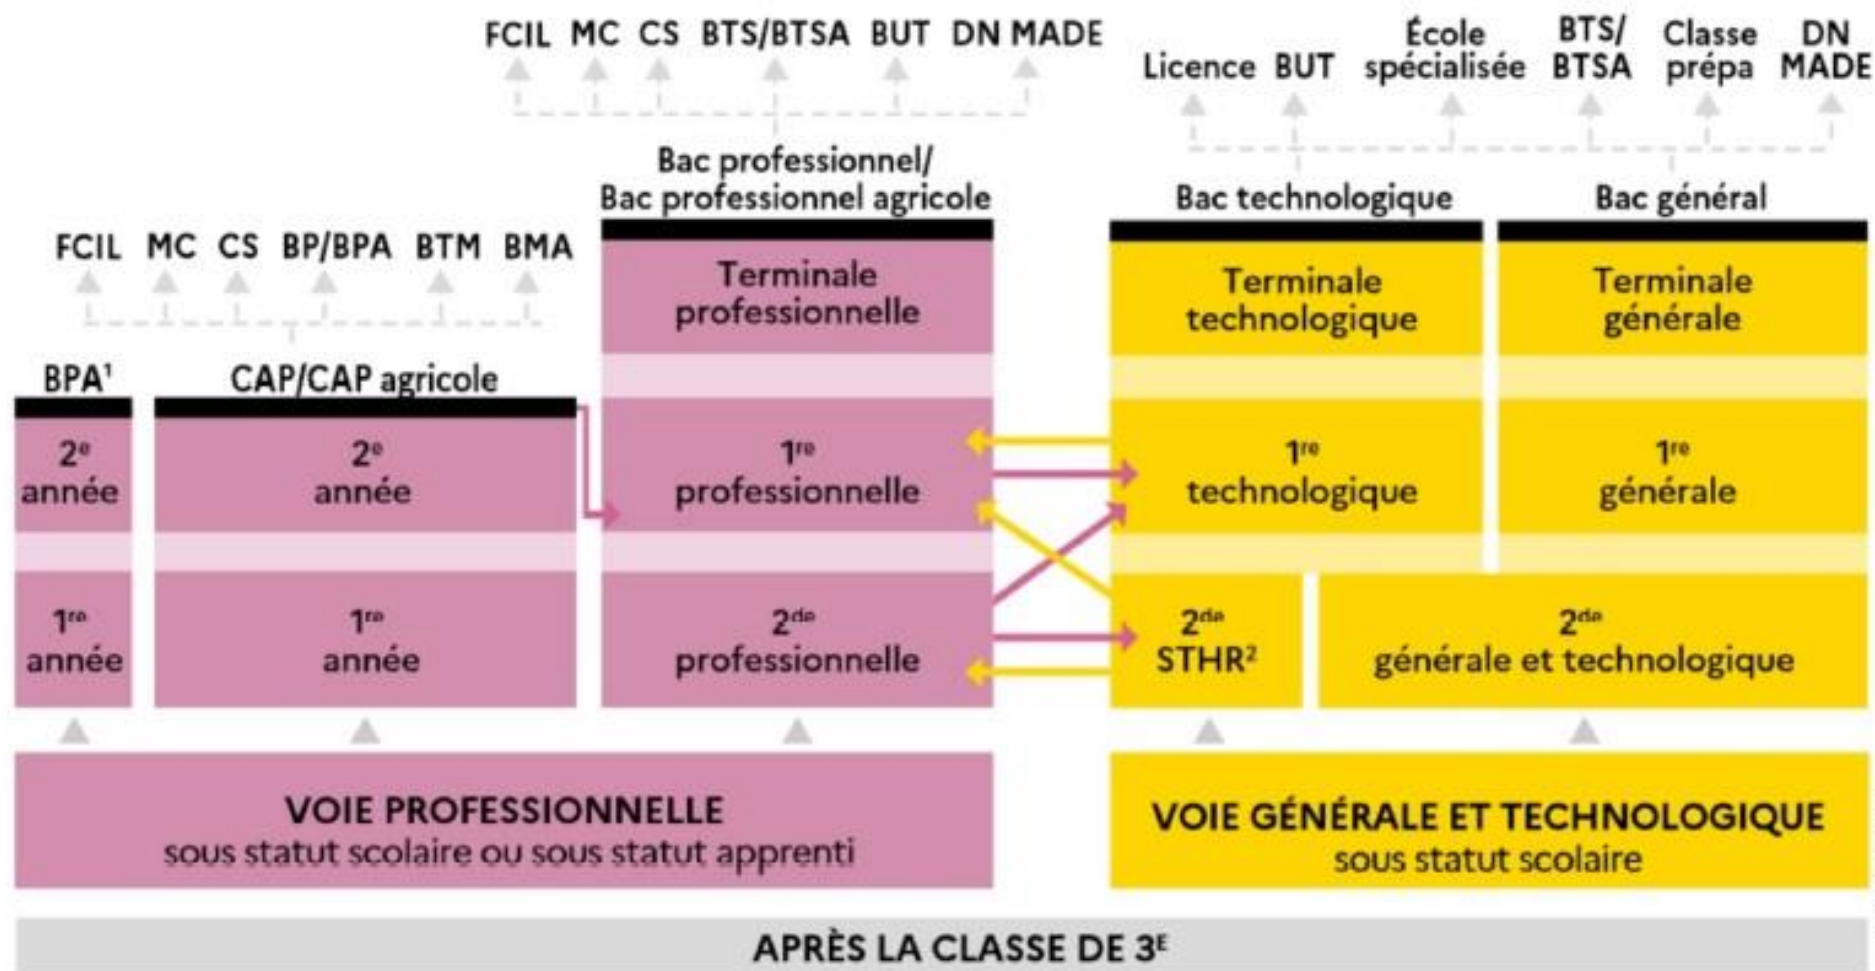 FCIL MC CS BTS/BTSA BUT DN MADE
Licence BUT École spécialisée BTS/BTSA Classe prépa DN MADE
Bac professionnel/
Bac professionnel agricole
Bac technologique
Bac général
FCIL MC CS BP/BPA BTM BMA
BPA¹
CAP/CAP agricole
Terminale
professionnelle
Terminale
technologique
Terminale
générale
2e
année
2e
année
1re
professionnelle
1re
technologique
1re
générale
1re
année
1re
année
2de
professionnelle
2de
STHR²
2de
générale et technologique
VOIE PROFESSIONNELLE
sous statut scolaire ou sous statut apprenti
VOIE GÉNÉRALE ET TECHNOLOGIQUE
sous statut scolaire
APRÈS LA CLASSE DE 3E